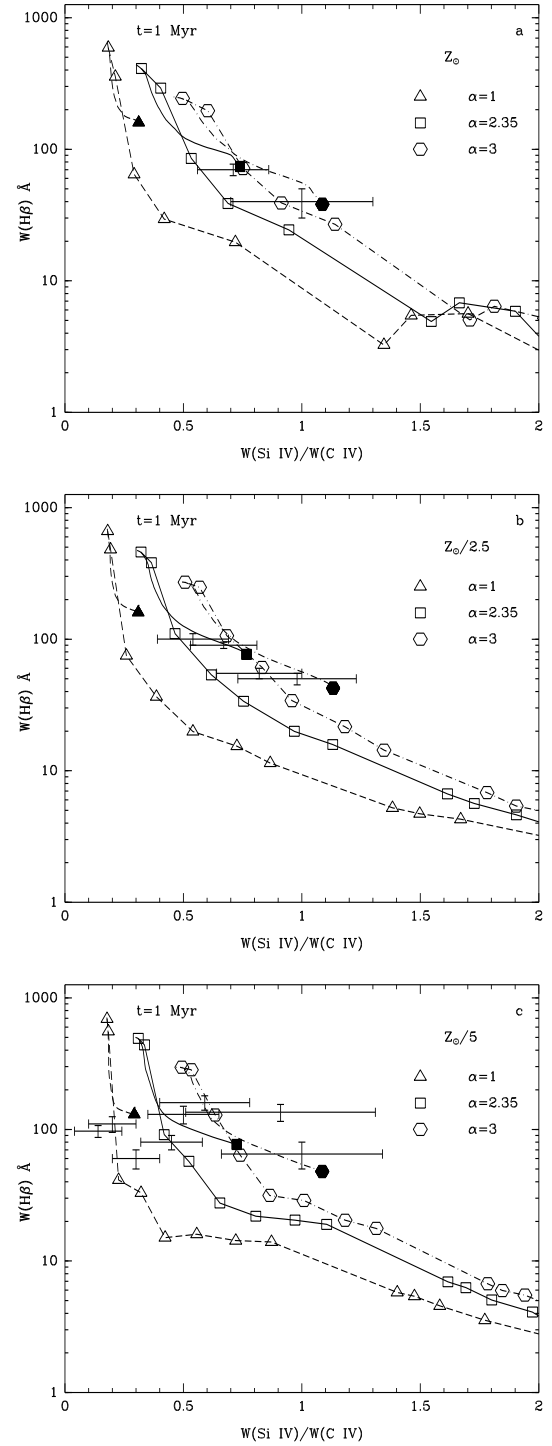 1000
100
10
1
W(Hβ) Å
t=1 Myr
a
Z⊙
α=1
α=2.35
α=3
0 0.5 1 1.5 2
W(Si IV)/W(C IV)
1000
100
10
1
W(Hβ) Å
t=1 Myr
b
Z⊙/2.5
α=1
α=2.35
α=3
0 0.5 1 1.5 2
W(Si IV)/W(C IV)
1000
100
10
1
W(Hβ) Å
t=1 Myr
c
Z⊙/5
α=1
α=2.35
α=3
0 0.5 1 1.5 2
W(Si IV)/W(C IV)